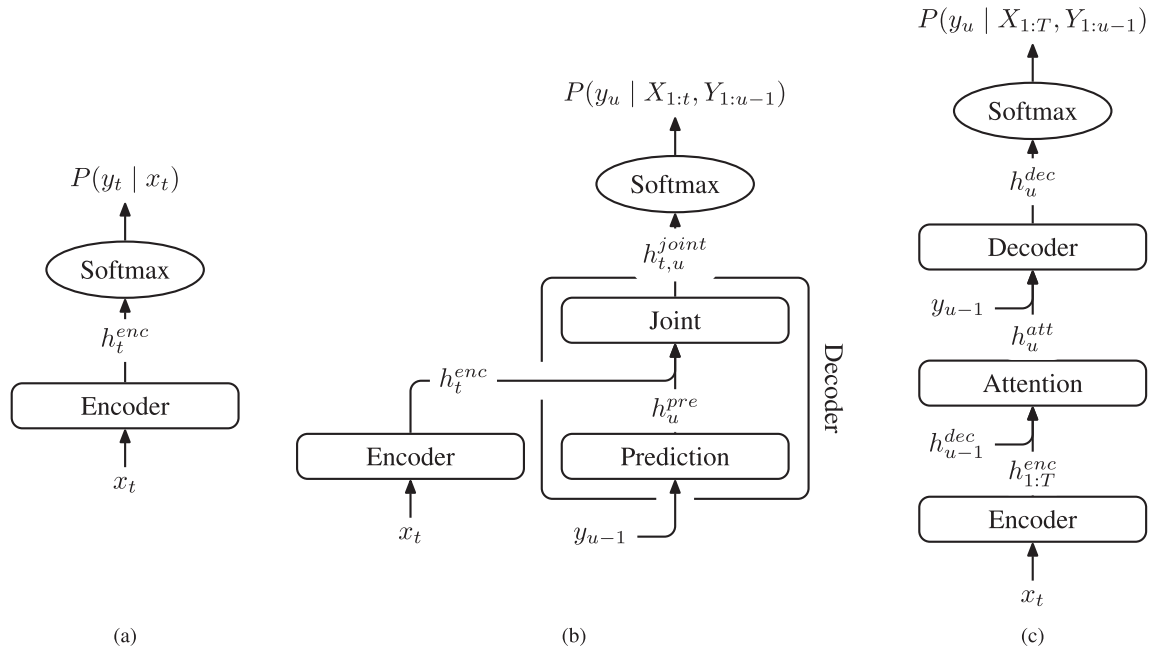 P(y_t | x_t)
Softmax
h_t^{enc}
Encoder
x_t
(a)
P(y_u | X_{1:t}, Y_{1:u−1})
Softmax
h_{t,u}^{joint}
Joint
h_t^{enc}
h_u^{pre}
Decoder
Encoder
Prediction
x_t
y_{u−1}
(b)
P(y_u | X_{1:T}, Y_{1:u−1})
Softmax
h_u^{dec}
Decoder
y_{u−1}
h_u^{att}
Attention
h_{u−1}^{dec}
h_{1:T}^{enc}
Encoder
x_t
(c)